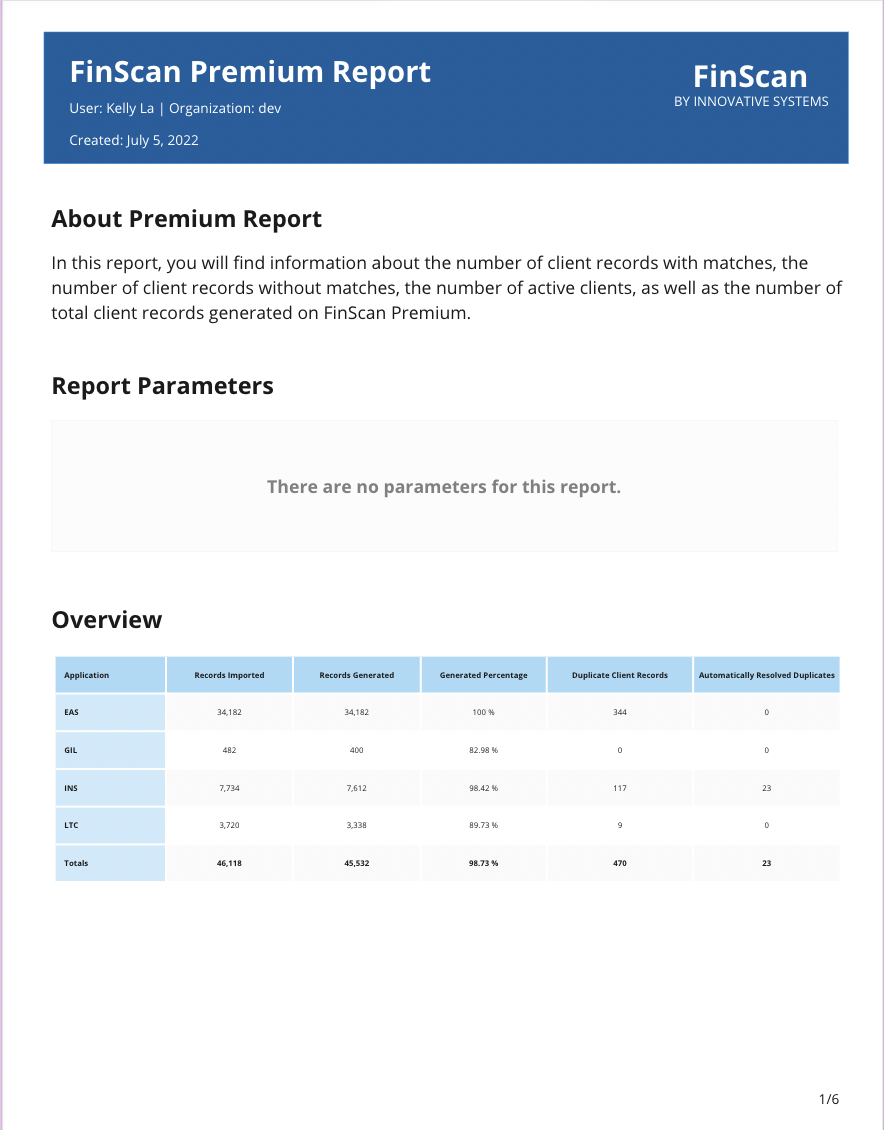 FinScan Premium Report
User: Kelly La | Organization: dev
Created: July 5, 2022
FinScan
BY INNOVATIVE SYSTEMS
About Premium Report
In this report, you will find information about the number of client records with matches, the
number of client records without matches, the number of active clients, as well as the number of
total client records generated on FinScan Premium.
Report Parameters
There are no parameters for this report.
Overview
Application Records Imported Records Generated Generated Percentage Duplicate Client Records Automatically Resolved Duplicates
EAS 34,182 34,182 100 % 344 0
GIL 482 400 82.98 % 0 0
INS 7,734 7,612 98.42 % 117 23
LTC 3,720 3,338 89.73 % 9 0
Totals 46,118 45,532 98.73 % 470 23
1/6